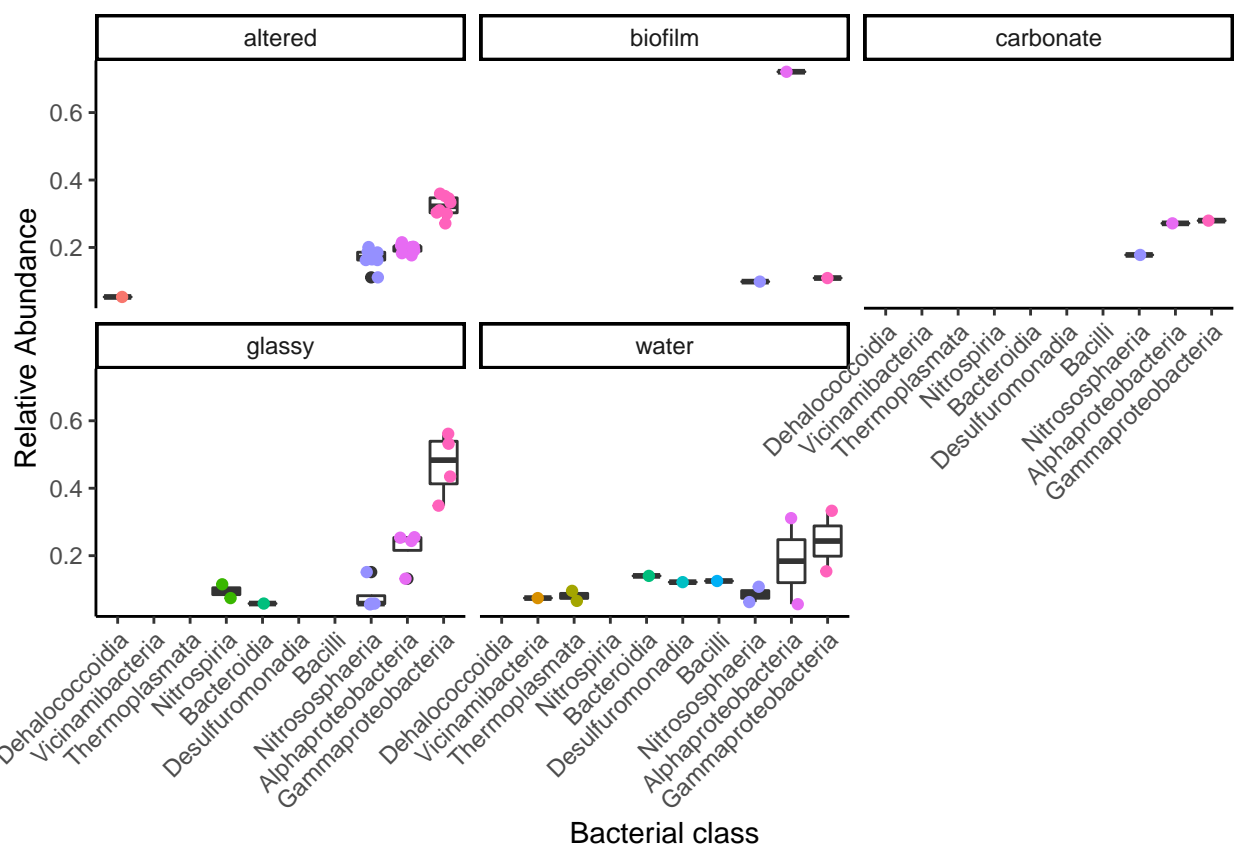 altered
biofilm
carbonate
0.6
0.4
0.2
glassy
water
0.6
0.4
0.2
Relative Abundance
Dehalococcoidia
Vicinamibacteria
Thermoplasmata
Nitrospiria
Bacteroidia
Desulfuromonadia
Bacilli
Nitrososphaeria
Alphaproteobacteria
Gammaproteobacteria
Dehalococcoidia
Vicinamibacteria
Thermoplasmata
Nitrospiria
Bacteroidia
Desulfuromonadia
Bacilli
Nitrososphaeria
Alphaproteobacteria
Gammaproteobacteria
Dehalococcoidia
Vicinamibacteria
Thermoplasmata
Nitrospiria
Bacteroidia
Desulfuromonadia
Bacilli
Nitrososphaeria
Alphaproteobacteria
Gammaproteobacteria
Bacterial class